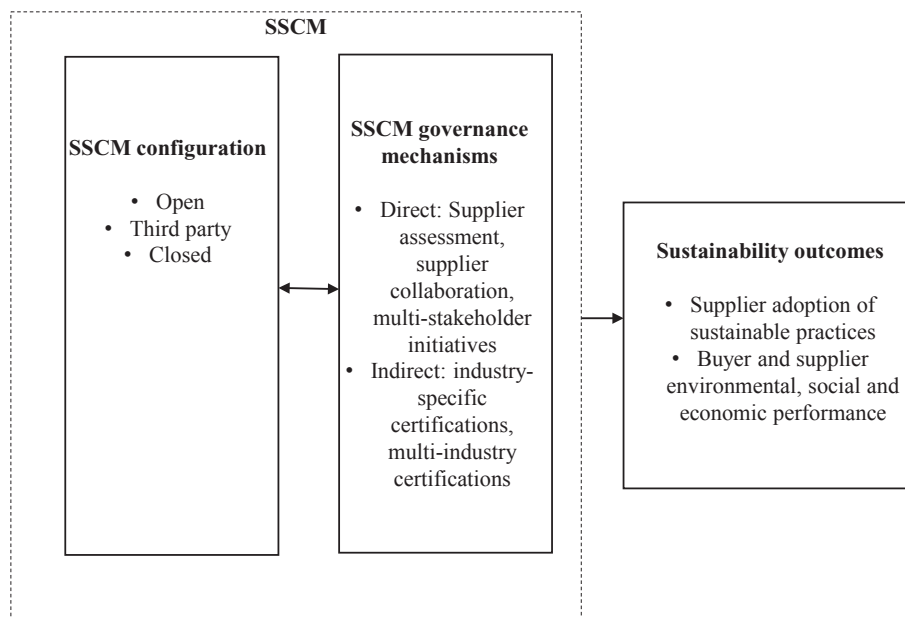 SSCM
SSCM configuration
• Open
• Third party
• Closed
SSCM governance
mechanisms
• Direct: Supplier
assessment,
supplier
collaboration,
multi-stakeholder
initiatives
• Indirect: industry-
specific
certifications,
multi-industry
certifications
Sustainability outcomes
• Supplier adoption of
sustainable practices
• Buyer and supplier
environmental, social and
economic performance